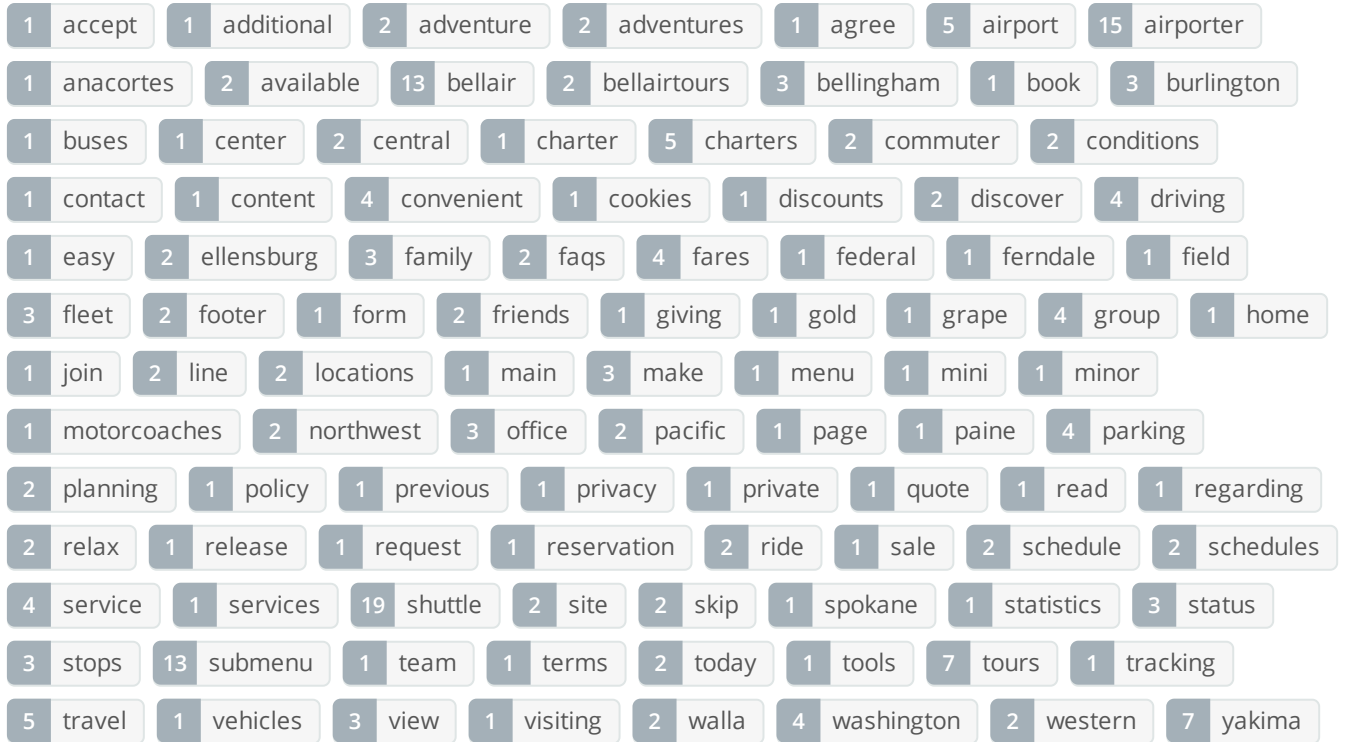 1 accept 1 additional 2 adventure 2 adventures 1 agree 5 airport 15 airporter
1 anacortes 2 available 13 bellair 2 bellairtours 3 bellingham 1 book 3 burlington
1 buses 1 center 2 central 1 charter 5 charters 2 commuter 2 conditions
1 contact 1 content 4 convenient 1 cookies 1 discounts 2 discover 4 driving
1 easy 2 ellensburg 3 family 2 faqs 4 fares 1 federal 1 ferndale 1 field
3 fleet 2 footer 1 form 2 friends 1 giving 1 gold 1 grape 4 group 1 home
1 join 2 line 2 locations 1 main 3 make 1 menu 1 mini 1 minor
1 motorcoaches 2 northwest 3 office 2 pacific 1 page 1 paine 4 parking
2 planning 1 policy 1 previous 1 privacy 1 private 1 quote 1 read 1 regarding
2 relax 1 release 1 request 1 reservation 2 ride 1 sale 2 schedule 2 schedules
4 service 1 services 19 shuttle 2 site 2 skip 1 spokane 1 statistics 3 status
3 stops 13 submenu 1 team 1 terms 2 today 1 tools 7 tours 1 tracking
5 travel 1 vehicles 3 view 1 visiting 2 walla 4 washington 2 western 7 yakima